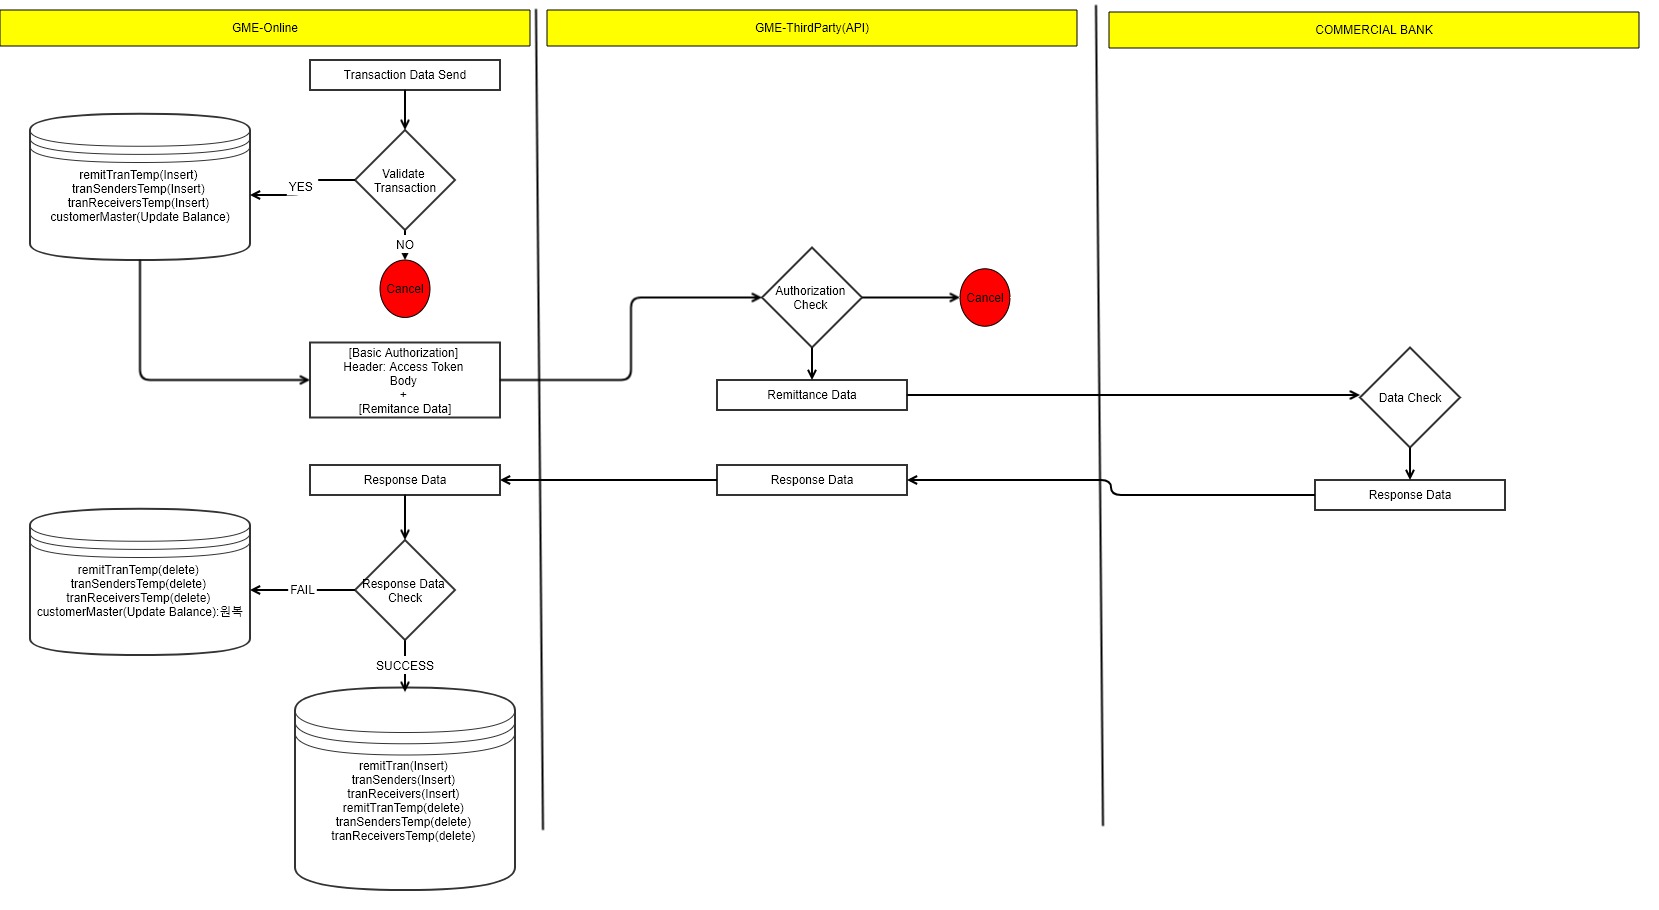 GME-Online
GME-ThirdParty(API)
COMMERCIAL BANK
Transaction Data Send
Validate
Transaction
YES
remitTranTemp(Insert)
tranSendersTemp(Insert)
tranReceiversTemp(Insert)
customerMaster(Update Balance)
NO
Cancel
[Basic Authorization]
Header: Access Token
Body
+
[Remitance Data]
Authorization
Check
Cancel
Remittance Data
Data Check
Response Data
Response Data
Response Data
Response Data
Check
FAIL
remitTranTemp(delete)
tranSendersTemp(delete)
tranReceiversTemp(delete)
customerMaster(Update Balance):원복
SUCCESS
remitTran(Insert)
tranSenders(Insert)
tranReceivers(Insert)
remitTranTemp(delete)
tranSendersTemp(delete)
tranReceiversTemp(delete)